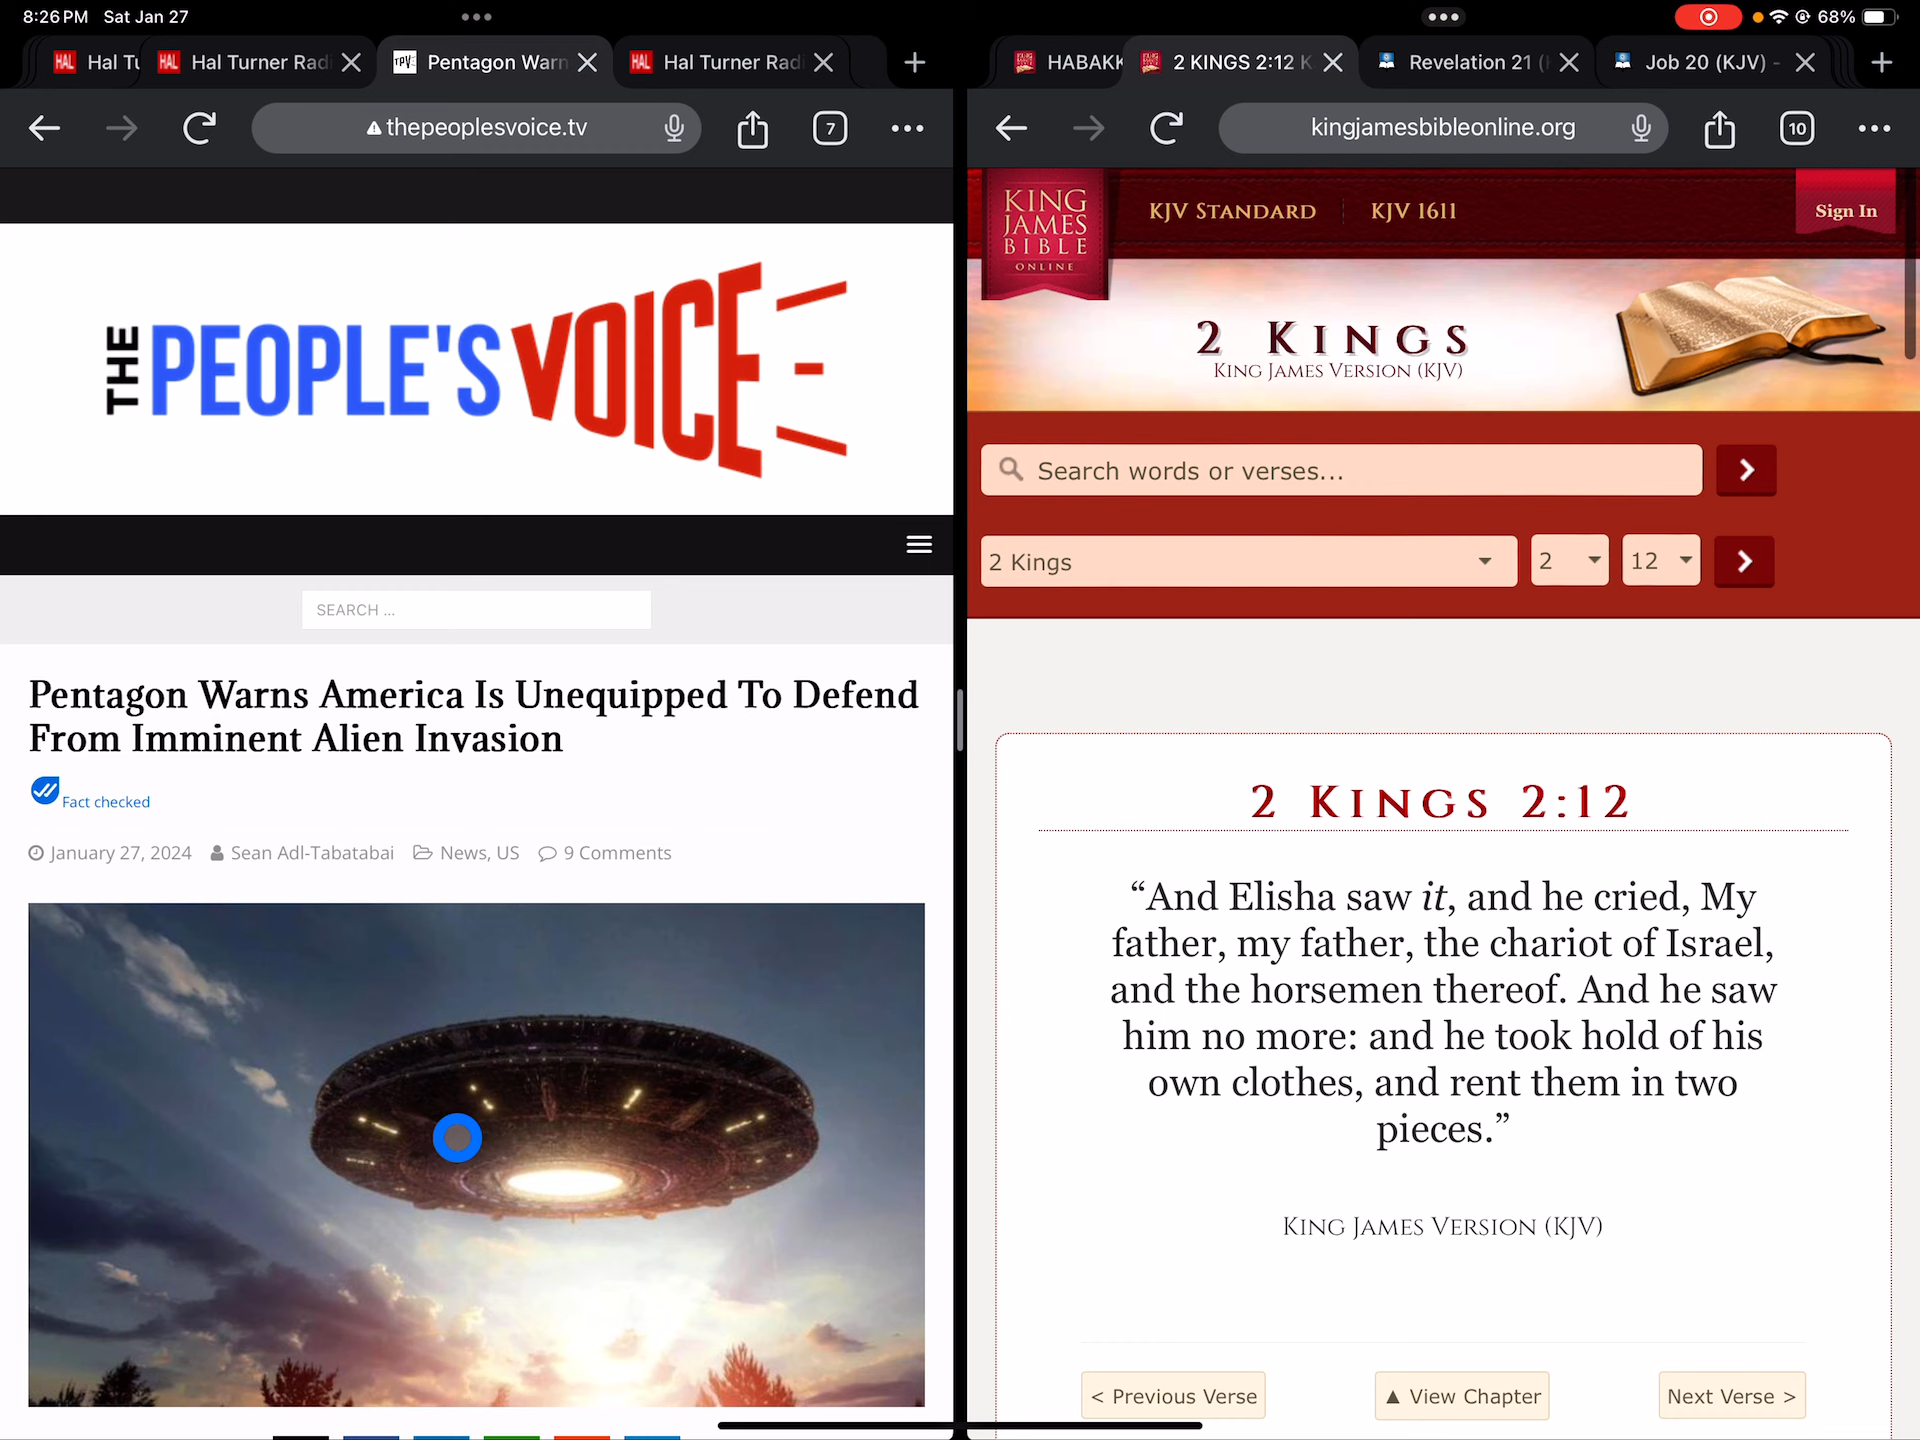 8:26 PM Sat Jan 27
68%
HAL Hal Tu
HAL Hal Turner Radi
TPV Pentagon Warn
HAL Hal Turner Radi
thepeoplesvoice.tv
7
THE PEOPLE'S VOICE
SEARCH ...
Pentagon Warns America Is Unequipped To Defend
From Imminent Alien Invasion
Fact checked
January 27, 2024 Sean Adl-Tabatabai News, US 9 Comments
HABAKK
2 KINGS 2:12 K
Revelation 21 (
Job 20 (KJV) -
kingjamesbibleonline.org
10
KING
JAMES
BIBLE
ONLINE
KJV STANDARD
KJV 1611
Sign In
2 KINGS
KING JAMES VERSION (KJV)
Search words or verses...
2 Kings
2
12
2 KINGS 2:12
“And Elisha saw it, and he cried, My
father, my father, the chariot of Israel,
and the horsemen thereof. And he saw
him no more: and he took hold of his
own clothes, and rent them in two
pieces.”
KING JAMES VERSION (KJV)
< Previous Verse
▲ View Chapter
Next Verse >